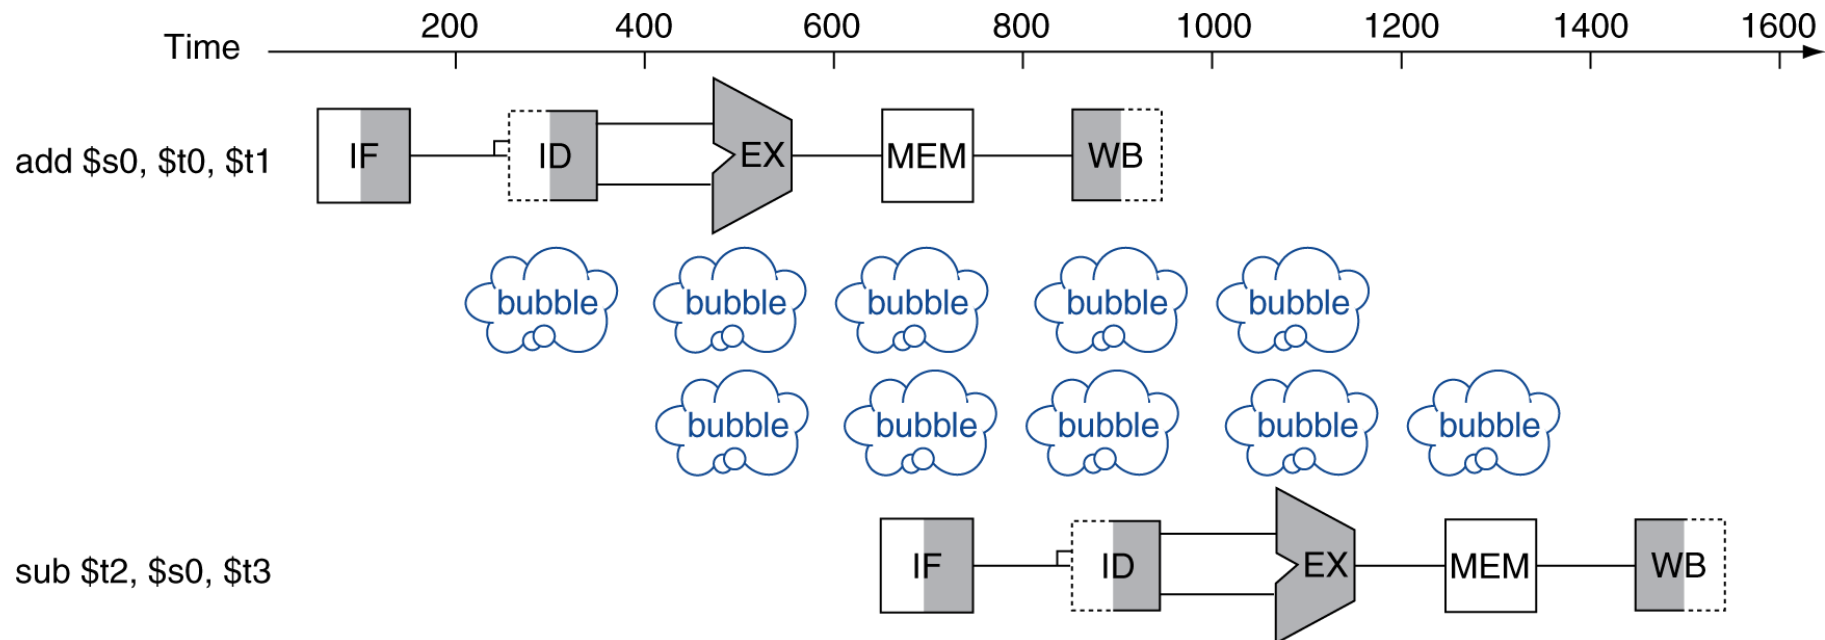 200 400 600 800 1000 1200 1400 1600
Time
add $s0, $t0, $t1 IF ID EX MEM WB
bubble bubble bubble bubble bubble
bubble bubble bubble bubble bubble
sub $t2, $s0, $t3 IF ID EX MEM WB